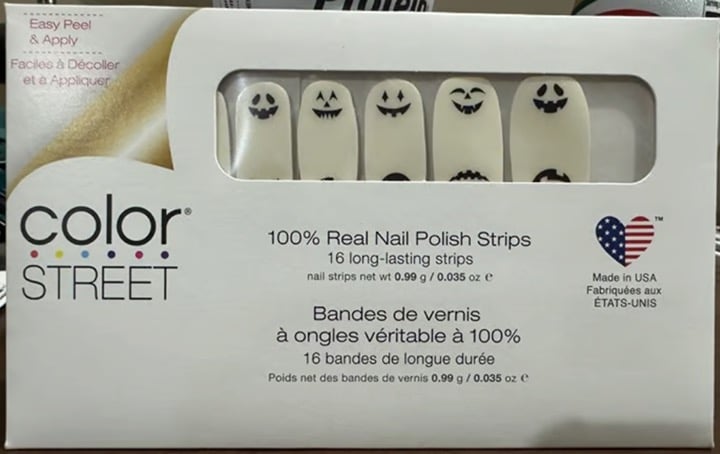 Protein
Easy Peel
& Apply
Faciles à Décoller
et à Appliquer
color®
STREET
100% Real Nail Polish Strips
16 long-lasting strips
nail strips net wt 0.99 g / 0.035 oz ℮
Bandes de vernis
à ongles véritable à 100%
16 bandes de longue durée
Poids net des bandes de vernis 0.99 g / 0.035 oz ℮
TM
Made in USA
Fabriquées aux
ÉTATS-UNIS